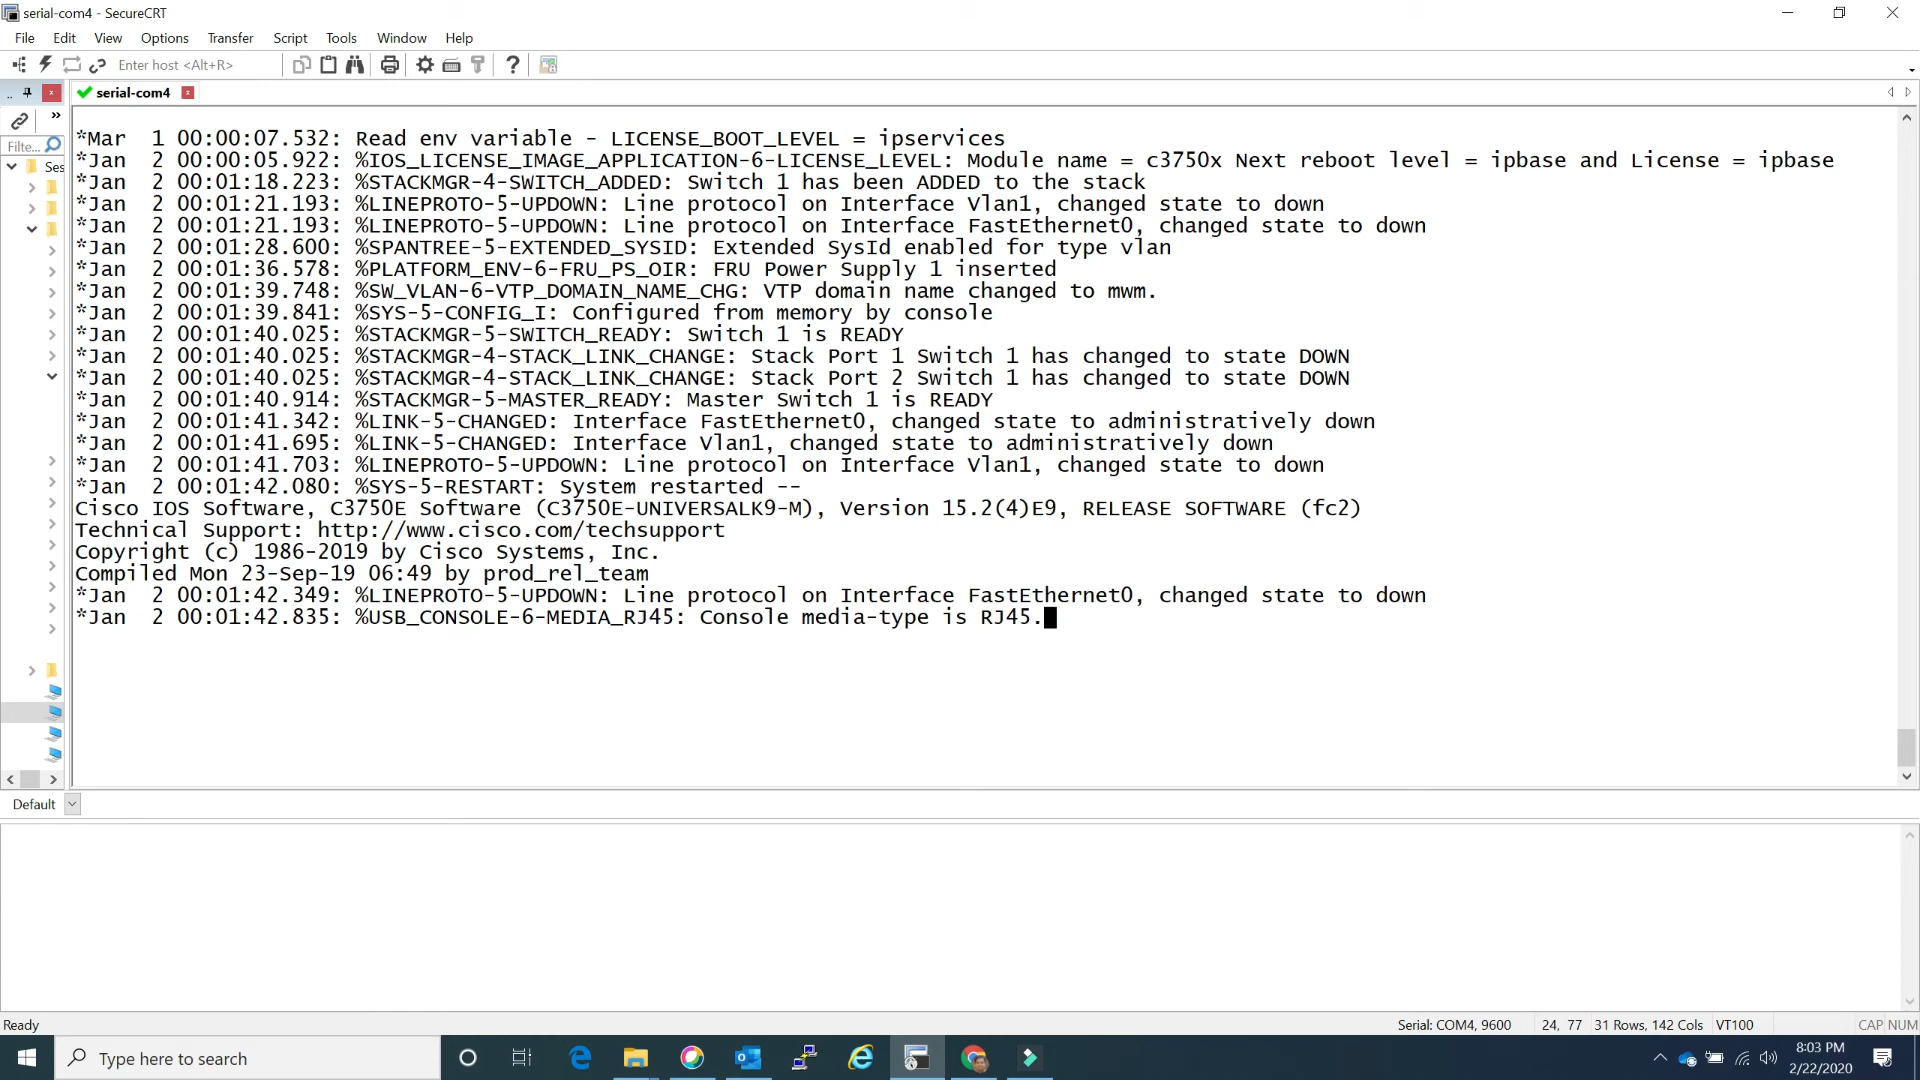 serial-com4 - SecureCRT
File Edit View Options Transfer Script Tools Window Help
Enter host <Alt+R>
serial-com4
*Mar  1 00:00:07.532: Read env variable - LICENSE_BOOT_LEVEL = ipservices
Filte...
*Jan  2 00:00:05.922: %IOS_LICENSE_IMAGE_APPLICATION-6-LICENSE_LEVEL: Module name = c3750x Next reboot level = ipbase and License = ipbase
Ses
*Jan  2 00:01:18.223: %STACKMGR-4-SWITCH_ADDED: Switch 1 has been ADDED to the stack
*Jan  2 00:01:21.193: %LINEPROTO-5-UPDOWN: Line protocol on Interface Vlan1, changed state to down
*Jan  2 00:01:21.193: %LINEPROTO-5-UPDOWN: Line protocol on Interface FastEthernet0, changed state to down
*Jan  2 00:01:28.600: %SPANTREE-5-EXTENDED_SYSID: Extended SysId enabled for type vlan
*Jan  2 00:01:36.578: %PLATFORM_ENV-6-FRU_PS_OIR: FRU Power Supply 1 inserted
*Jan  2 00:01:39.748: %SW_VLAN-6-VTP_DOMAIN_NAME_CHG: VTP domain name changed to mwm.
*Jan  2 00:01:39.841: %SYS-5-CONFIG_I: Configured from memory by console
*Jan  2 00:01:40.025: %STACKMGR-5-SWITCH_READY: Switch 1 is READY
*Jan  2 00:01:40.025: %STACKMGR-4-STACK_LINK_CHANGE: Stack Port 1 Switch 1 has changed to state DOWN
*Jan  2 00:01:40.025: %STACKMGR-4-STACK_LINK_CHANGE: Stack Port 2 Switch 1 has changed to state DOWN
*Jan  2 00:01:40.914: %STACKMGR-5-MASTER_READY: Master Switch 1 is READY
*Jan  2 00:01:41.342: %LINK-5-CHANGED: Interface FastEthernet0, changed state to administratively down
*Jan  2 00:01:41.695: %LINK-5-CHANGED: Interface Vlan1, changed state to administratively down
*Jan  2 00:01:41.703: %LINEPROTO-5-UPDOWN: Line protocol on Interface Vlan1, changed state to down
*Jan  2 00:01:42.080: %SYS-5-RESTART: System restarted --
Cisco IOS Software, C3750E Software (C3750E-UNIVERSALK9-M), Version 15.2(4)E9, RELEASE SOFTWARE (fc2)
Technical Support: http://www.cisco.com/techsupport
Copyright (c) 1986-2019 by Cisco Systems, Inc.
Compiled Mon 23-Sep-19 06:49 by prod_rel_team
*Jan  2 00:01:42.349: %LINEPROTO-5-UPDOWN: Line protocol on Interface FastEthernet0, changed state to down
*Jan  2 00:01:42.835: %USB_CONSOLE-6-MEDIA_RJ45: Console media-type is RJ45.
Default
Ready
Serial: COM4, 9600 24, 77 31 Rows, 142 Cols VT100 CAP NUM
Type here to search
8:03 PM
2/22/2020